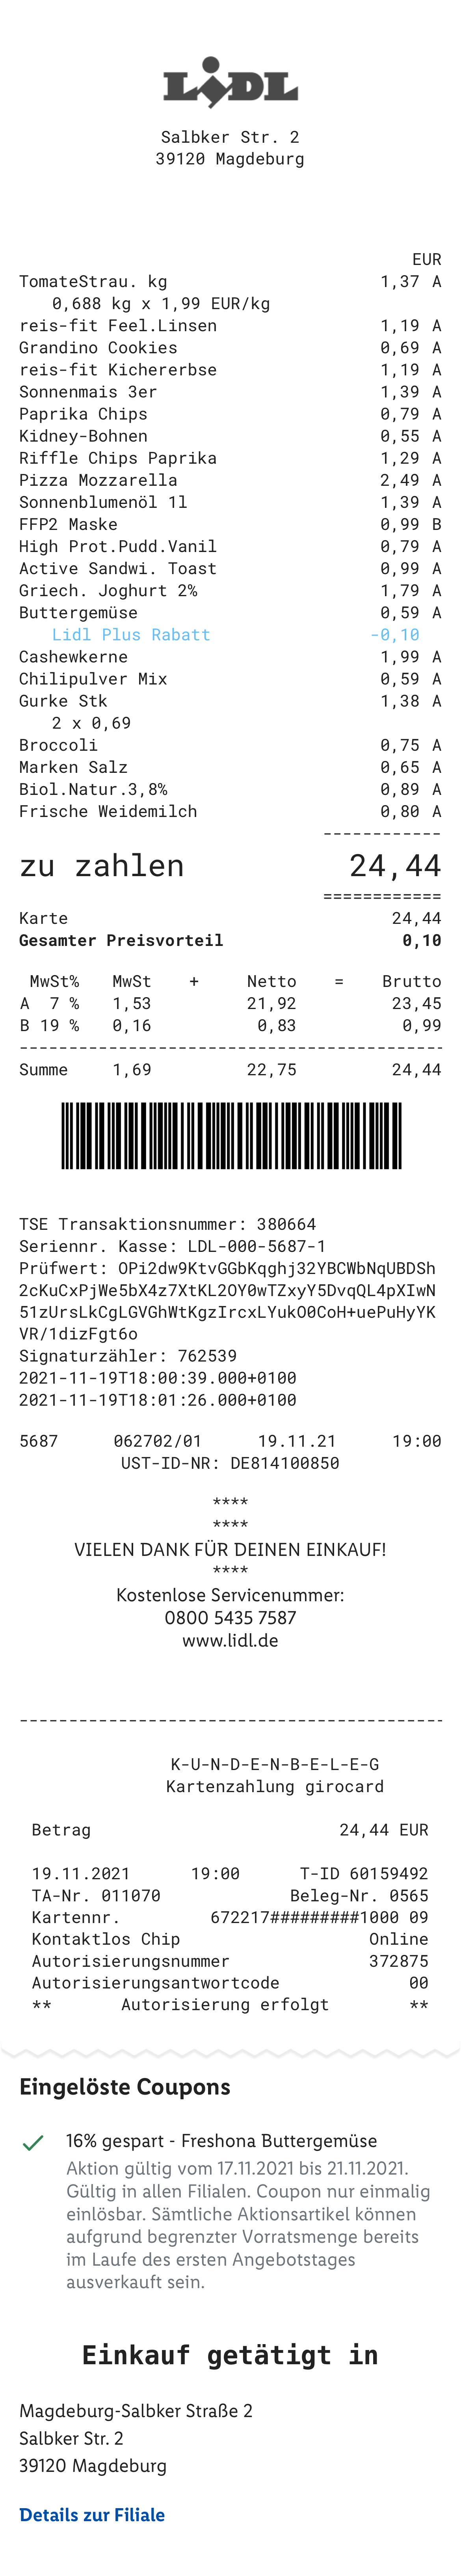 LIDL
Salbker Str. 2
39120 Magdeburg
EUR
TomateStrau. kg 1,37 A
0,688 kg x 1,99 EUR/kg
reis-fit Feel.Linsen 1,19 A
Grandino Cookies 0,69 A
reis-fit Kichererbse 1,19 A
Sonnenmais 3er 1,39 A
Paprika Chips 0,79 A
Kidney-Bohnen 0,55 A
Riffle Chips Paprika 1,29 A
Pizza Mozzarella 2,49 A
Sonnenblumenöl 1l 1,39 A
FFP2 Maske 0,99 B
High Prot.Pudd.Vanil 0,79 A
Active Sandwi. Toast 0,99 A
Griech. Joghurt 2% 1,79 A
Buttergemüse 0,59 A
Lidl Plus Rabatt -0,10
Cashewkerne 1,99 A
Chilipulver Mix 0,59 A
Gurke Stk 1,38 A
2 x 0,69
Broccoli 0,75 A
Marken Salz 0,65 A
Biol.Natur.3,8% 0,89 A
Frische Weidemilch 0,80 A
------------
zu zahlen 24,44
============
Karte 24,44
Gesamter Preisvorteil 0,10
MwSt% MwSt + Netto = Brutto
A 7 % 1,53 21,92 23,45
B 19 % 0,16 0,83 0,99
-------------------------------------------
Summe 1,69 22,75 24,44
TSE Transaktionsnummer: 380664
Seriennr. Kasse: LDL-000-5687-1
Prüfwert: OPi2dw9KtvGGbKqghj32YBCWbNqUBDSh
2cKuCxPjWe5bX4z7XtKL2OY0wTZxyY5DvqQL4pXIwN
51zUrsLkCgLGVGhWtKgzIrcxLYukO0CoH+uePuHyYK
VR/1dizFgt6o
Signaturzähler: 762539
2021-11-19T18:00:39.000+0100
2021-11-19T18:01:26.000+0100
5687 062702/01 19.11.21 19:00
UST-ID-NR: DE814100850
****
****
VIELEN DANK FÜR DEINEN EINKAUF!
****
Kostenlose Servicenummer:
0800 5435 7587
www.lidl.de
-------------------------------------------
K-U-N-D-E-N-B-E-L-E-G
Kartenzahlung girocard
Betrag 24,44 EUR
19.11.2021 19:00 T-ID 60159492
TA-Nr. 011070 Beleg-Nr. 0565
Kartennr. 672217#########1000 09
Kontaktlos Chip Online
Autorisierungsnummer 372875
Autorisierungsantwortcode 00
** Autorisierung erfolgt **
Eingelöste Coupons
16% gespart - Freshona Buttergemüse
Aktion gültig vom 17.11.2021 bis 21.11.2021.
Gültig in allen Filialen. Coupon nur einmalig
einlösbar. Sämtliche Aktionsartikel können
aufgrund begrenzter Vorratsmenge bereits
im Laufe des ersten Angebotstages
ausverkauft sein.
Einkauf getätigt in
Magdeburg-Salbker Straße 2
Salbker Str. 2
39120 Magdeburg
Details zur Filiale